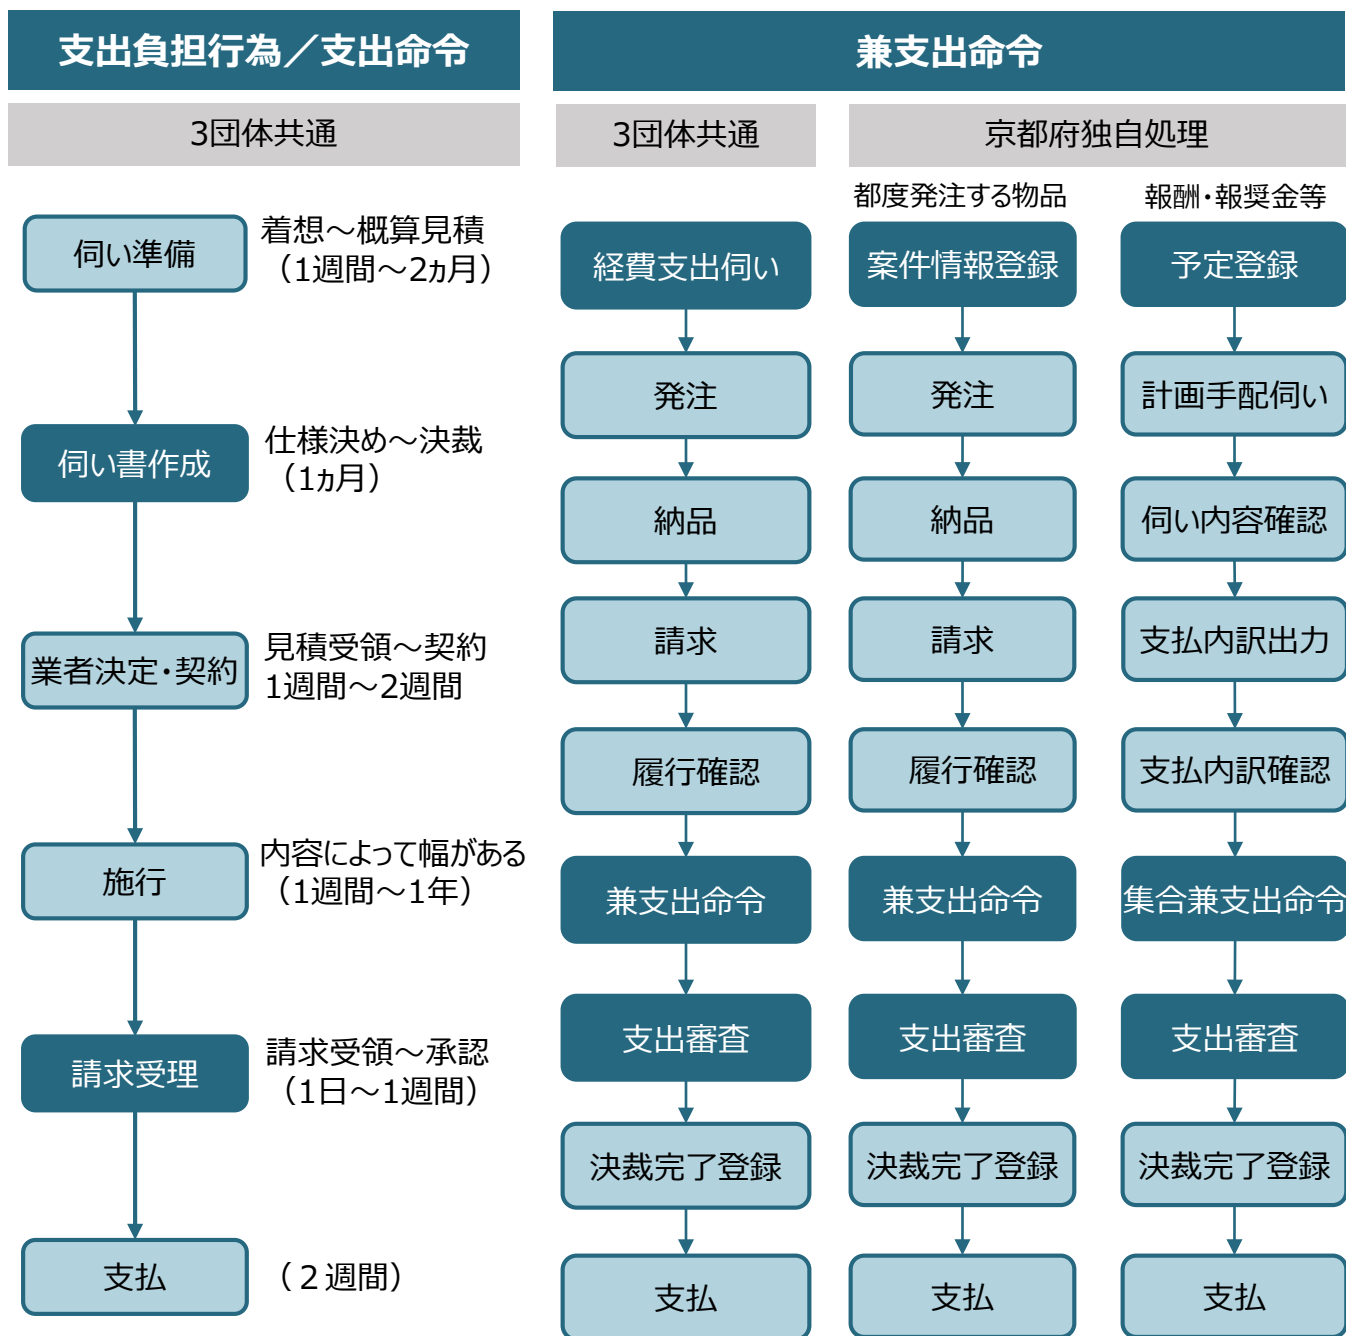 支出負担行為／支出命令
3団体共通
伺い準備
着想～概算見積
（1週間～2ヵ月）
伺い書作成
仕様決め～決裁
（1ヵ月）
業者決定・契約
見積受領～契約
1週間～2週間
施行
内容によって幅がある
（1週間～1年）
請求受理
請求受領～承認
（1日～1週間）
支払
（２週間）
兼支出命令
3団体共通
経費支出伺い
発注
納品
請求
履行確認
兼支出命令
支出審査
決裁完了登録
支払
京都府独自処理
都度発注する物品
案件情報登録
発注
納品
請求
履行確認
兼支出命令
支出審査
決裁完了登録
支払
報酬・報奨金等
予定登録
計画手配伺い
伺い内容確認
支払内訳出力
支払内訳確認
集合兼支出命令
支出審査
決裁完了登録
支払